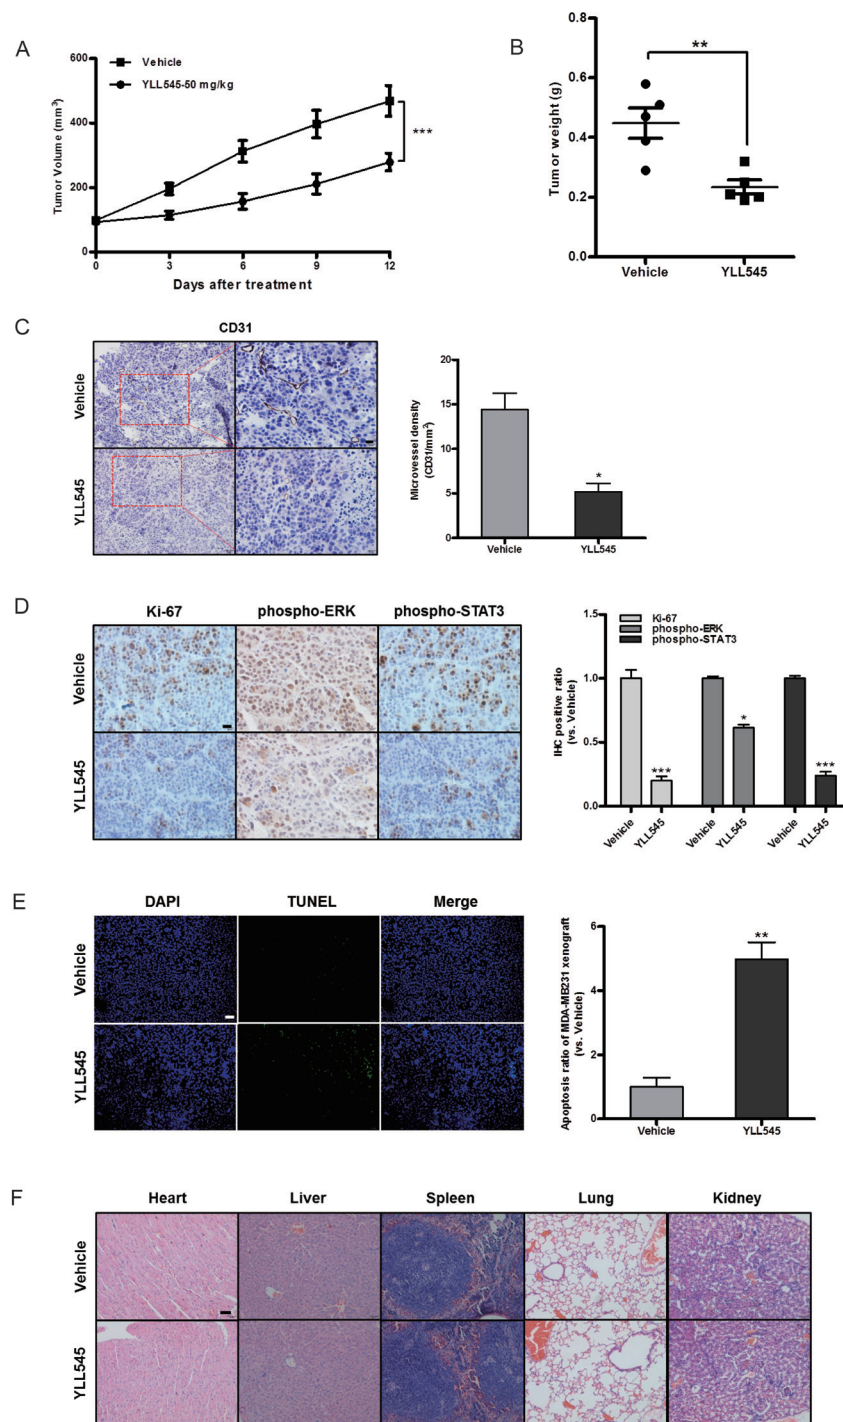 A
600
400
200
0
Tumor Volume (mm³)
Vehicle
YLL545-50 mg/kg
***
0 3 6 9 12
Days after treatment
B
0.8
0.6
0.4
0.2
0.0
Tumor weight (g)
**
Vehicle YLL545
C
CD31
Vehicle
YLL545
20
15
10
5
0
Microvessel density
(CD31/mm²)
*
Vehicle YLL545
D
Ki-67 phospho-ERK phospho-STAT3
Vehicle
YLL545
1.5
1.0
0.5
0.0
IHC positive ratio
(vs. Vehicle)
Ki-67
phospho-ERK
phospho-STAT3
***
*
***
Vehicle YLL545 Vehicle YLL545 Vehicle YLL545
E
DAPI TUNEL Merge
Vehicle
YLL545
6
4
2
0
Apoptosis ratio of MDA-MB231 xenograft
(vs. Vehicle)
**
Vehicle YLL545
F
Heart Liver Spleen Lung Kidney
Vehicle
YLL545